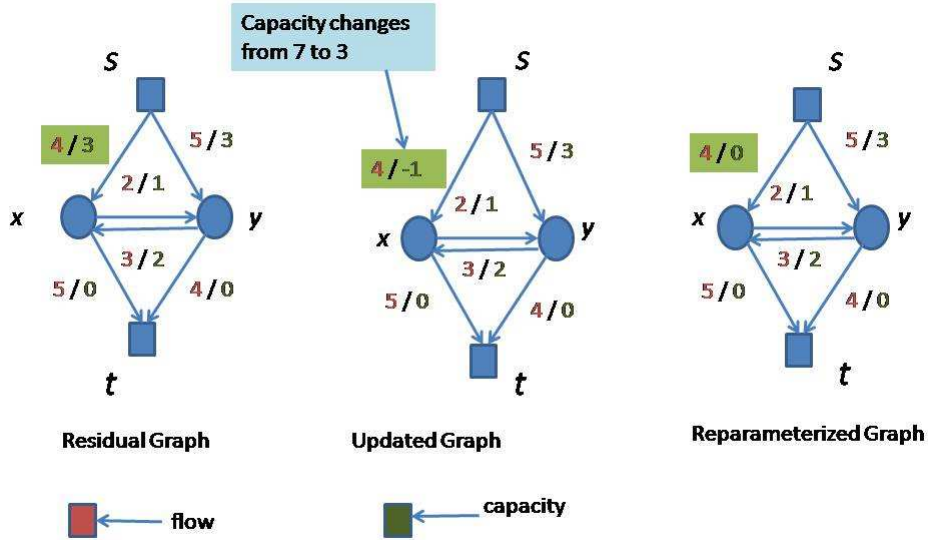 Capacity changes
from 7 to 3
S
4/3
5/3
2/1
x
y
3/2
5/0
4/0
t
Residual Graph
S
4/-1
5/3
2/1
x
y
3/2
5/0
4/0
t
Updated Graph
S
4/0
5/3
2/1
x
y
3/2
5/0
4/0
t
Reparameterized Graph
flow
capacity